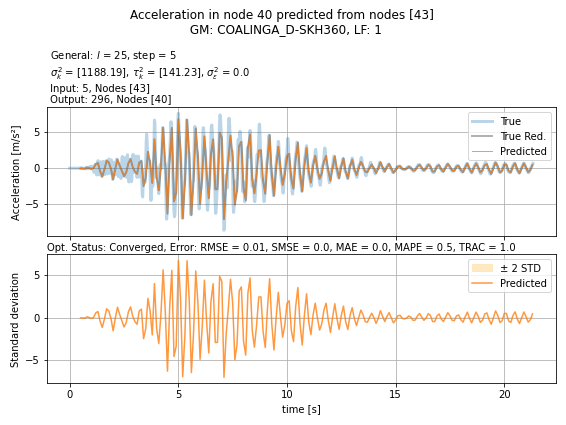 Acceleration in node 40 predicted from nodes [43]
GM: COALINGA_D-SKH360, LF: 1
General: l = 25, step = 5
σ²ₖ = [1188.19], τ²ₖ = [141.23], σ²ₑ = 0.0
Input: 5, Nodes [43]
Output: 296, Nodes [40]
Acceleration [m/s²]
5
0
−5
True
True Red.
Predicted
Opt. Status: Converged, Error: RMSE = 0.01, SMSE = 0.0, MAE = 0.0, MAPE = 0.5, TRAC = 1.0
Standard deviation
5
0
−5
± 2 STD
Predicted
0 5 10 15 20
time [s]